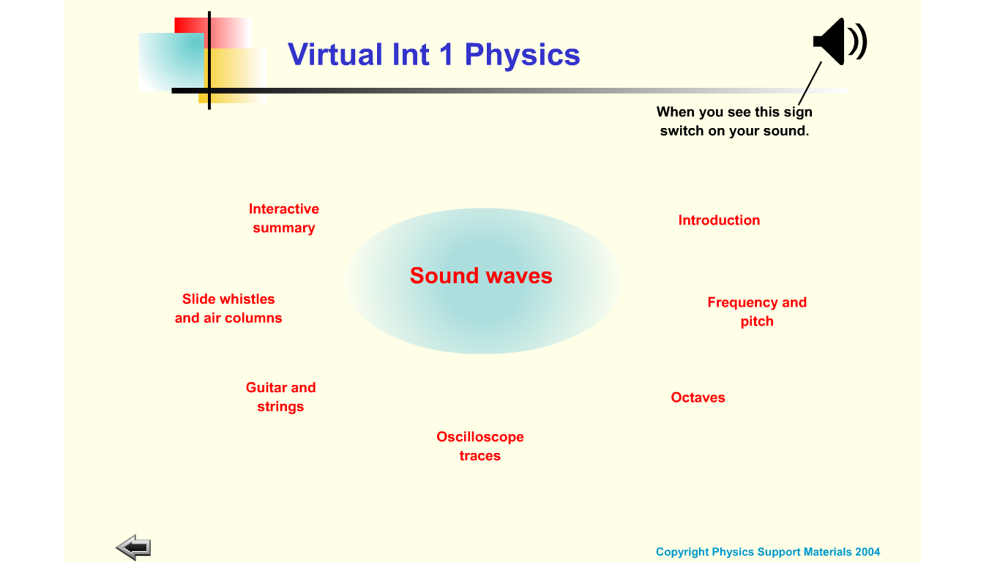 Virtual Int 1 Physics
When you see this sign
switch on your sound.
Interactive
summary
Introduction
Sound waves
Slide whistles
and air columns
Frequency and
pitch
Guitar and
strings
Octaves
Oscilloscope
traces
Copyright Physics Support Materials 2004